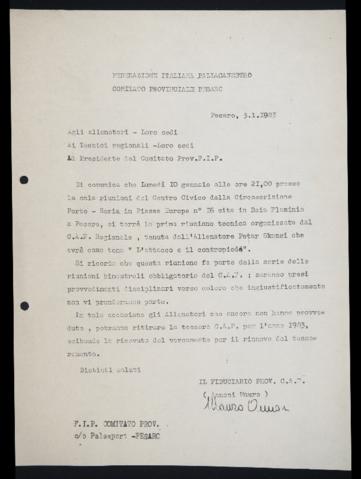 FEDERAZIONE ITALIANA PALLACANESTRO
COMITATO PROVINCIALE PESARO
Pesaro, 3.1.1983
Agli allenatori - Loro sedi
Ai Tecnici regionali -Loro sedi
Al Presidente del Comitato Prov.F.I.P.
Si comunica che Lunedì 10 gennaio alle ore 21,00 presso
la sala riunioni del Centro Civico della Circoscrizione
Porto - Soria in Piazza Europa n° 16 sito in Baia Flaminia
a Pesaro, si terrà la prima riunione tecnica organizzata dal
C.A.F. Regionale, tenuta dall'Allenatore Petar
avrà come tema " L'attacco e il contropiede".
Si ricorda che questa riunione fa parte della serie delle
riunioni bimestrali obbligatorie del C.A.F. ; saranno presi
provvedimenti disciplinari verso coloro che ingiustificatamente
non vi prenderanno parte.
In tale occasione gli Allenatori che ancora non hanno provve
duto, potranno ritirare la tessera C.A.F. per l'anno 1983,
esibendo la ricevuta del versamento per il rinnovo del tesse
ramento.
Distinti saluti
IL FIDUCIARIO PROV. C.A.F.
( Mauro )
Mauro
F.I.P. COMITATO PROV.
c/o Palasport -PESARO